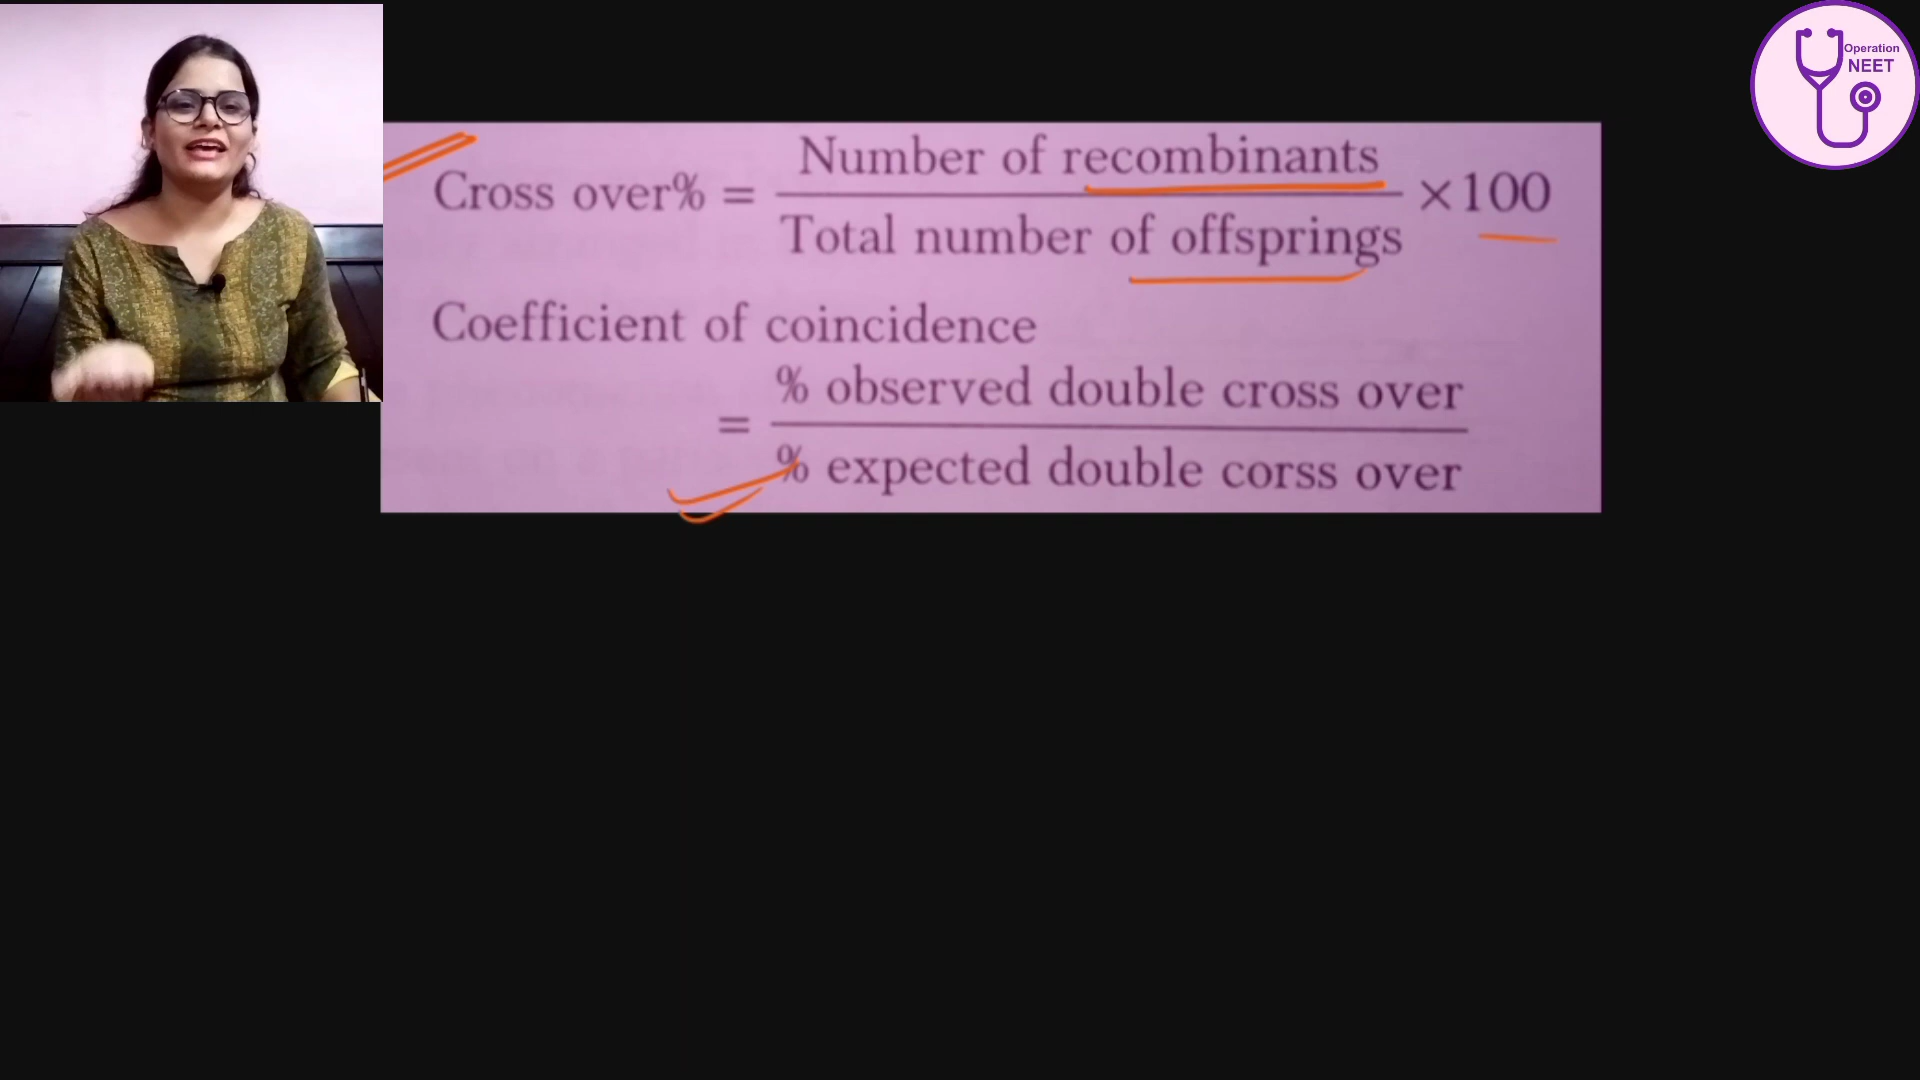 Operation
NEET
Number of recombinants
Cross over% = ×100
Total number of offsprings
Coefficient of coincidence
% observed double cross over
=
% expected double corss over